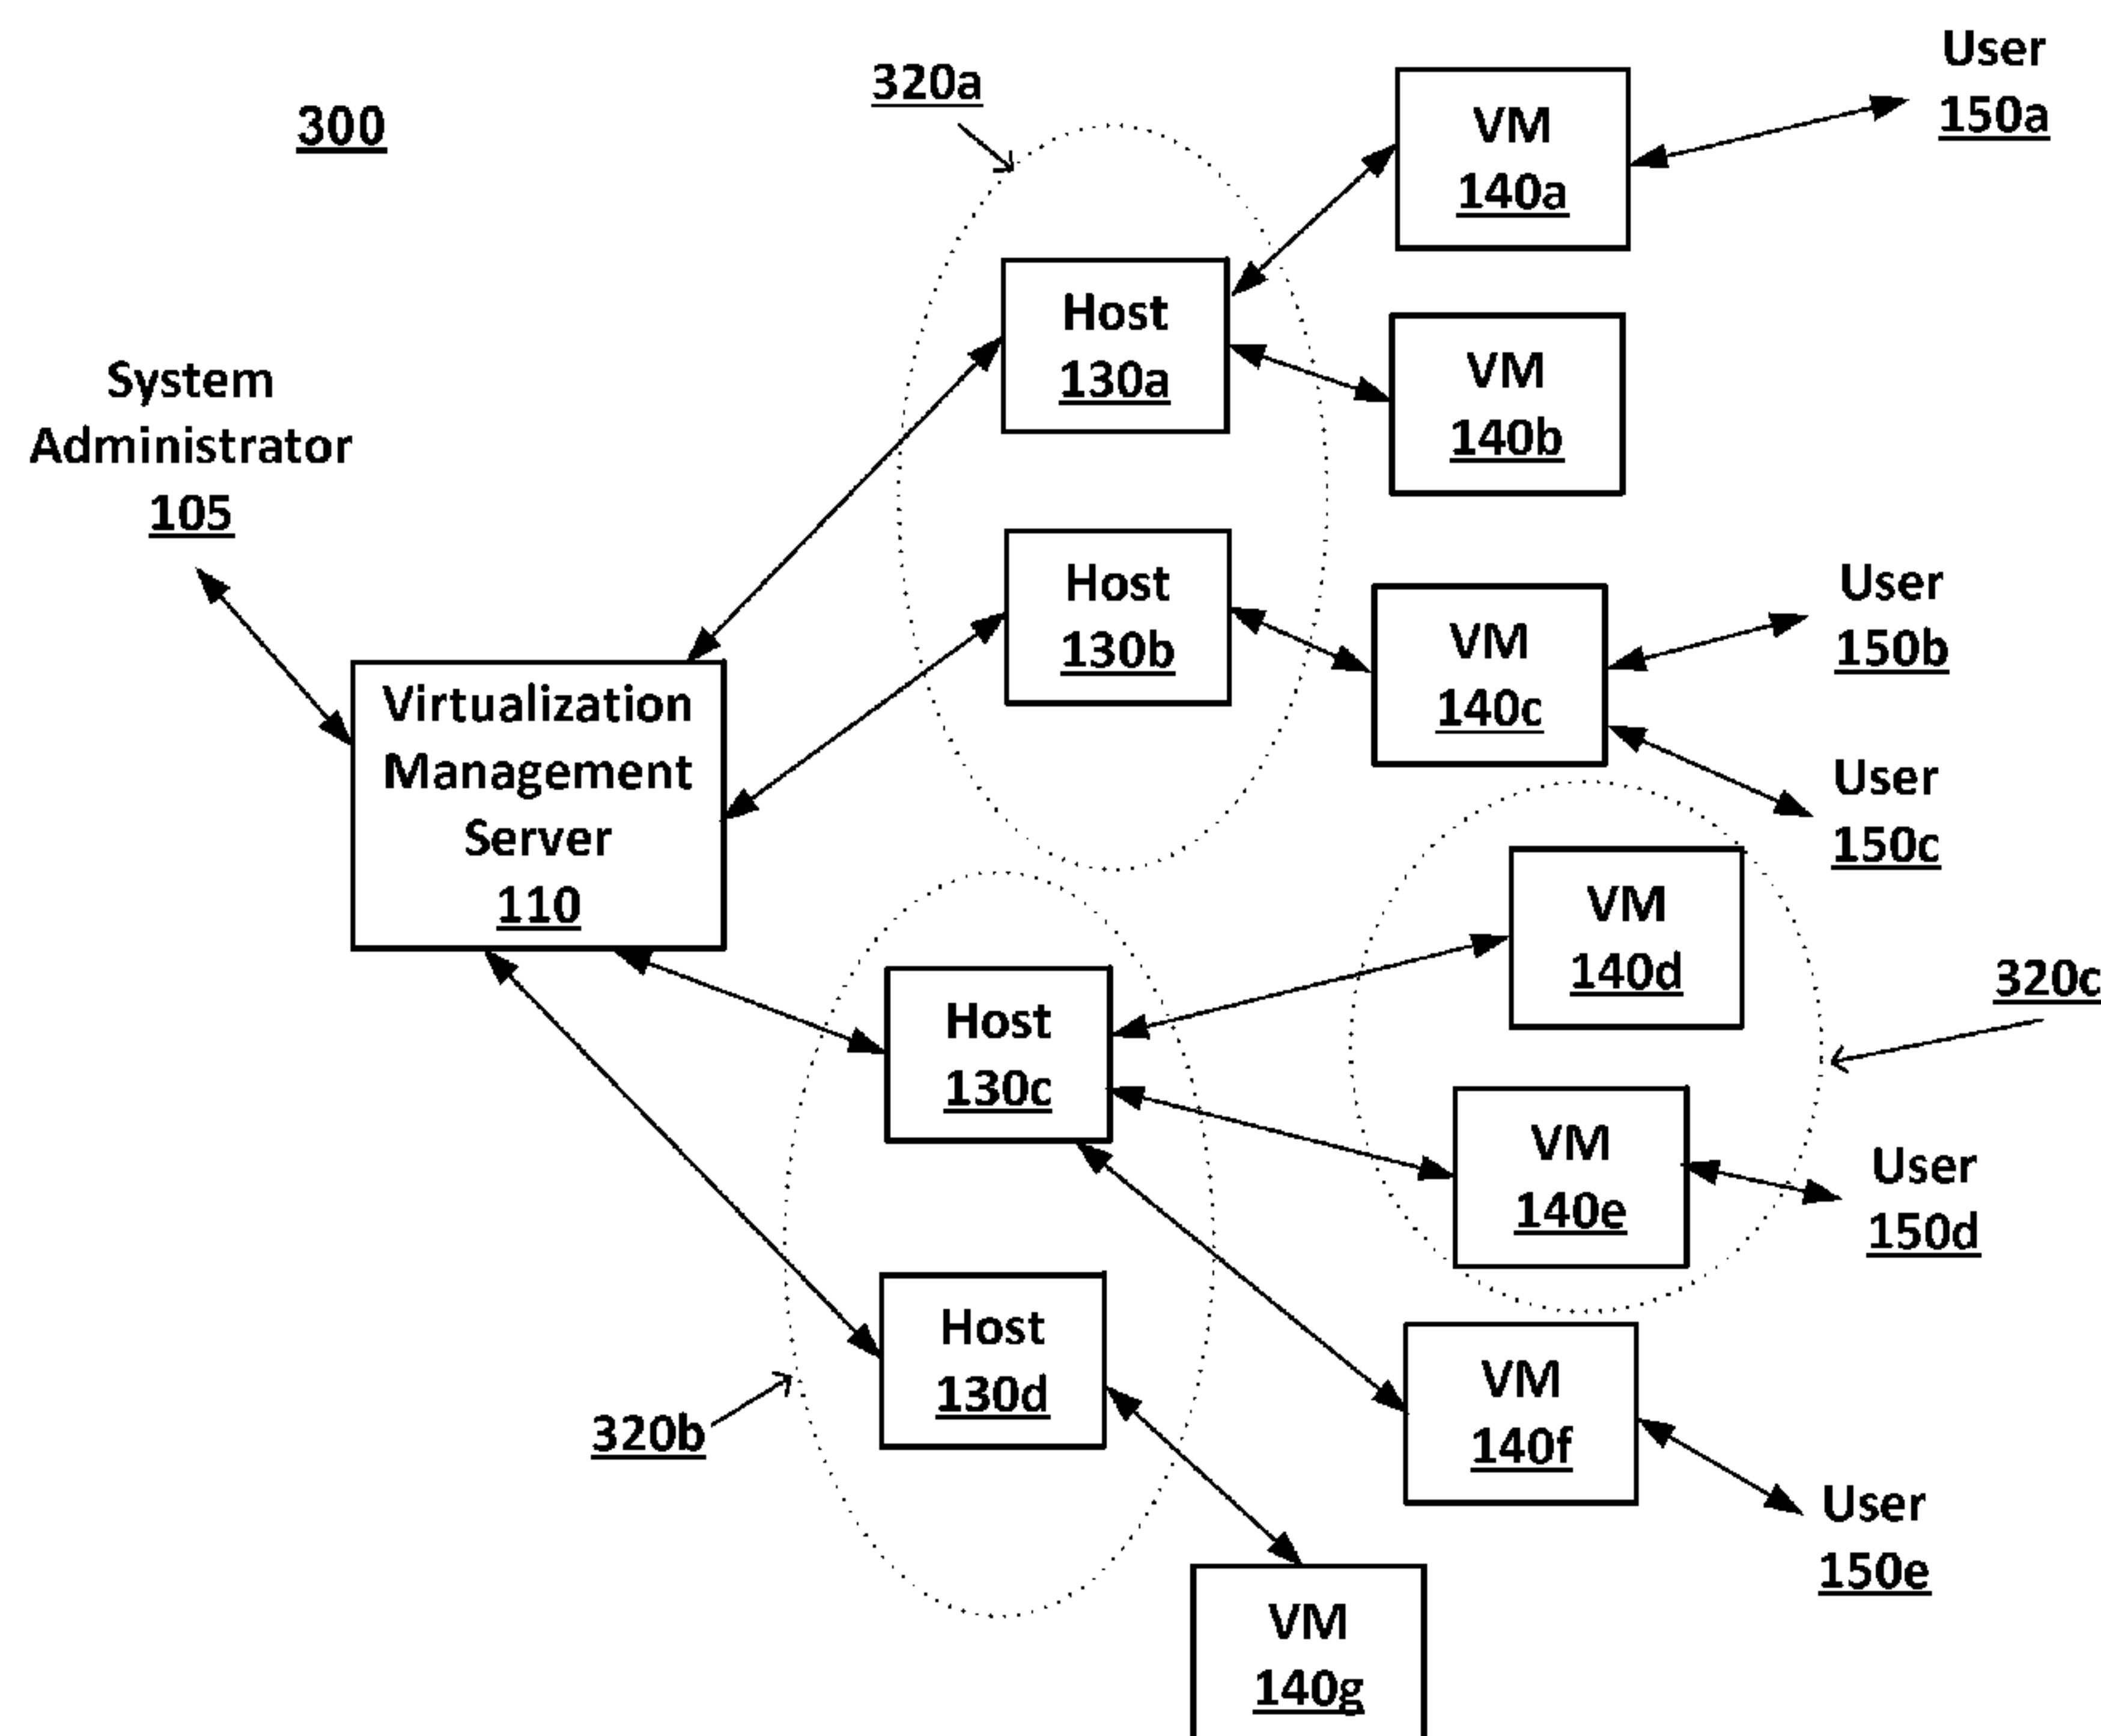 300
320a
VM
140a
User
150a
Host
130a
VM
140b
System
Administrator
105
Host
130b
VM
140c
User
150b
User
150c
Virtualization
Management
Server
110
VM
140d
320c
Host
130c
VM
140e
User
150d
Host
130d
320b
VM
140f
User
150e
VM
140g